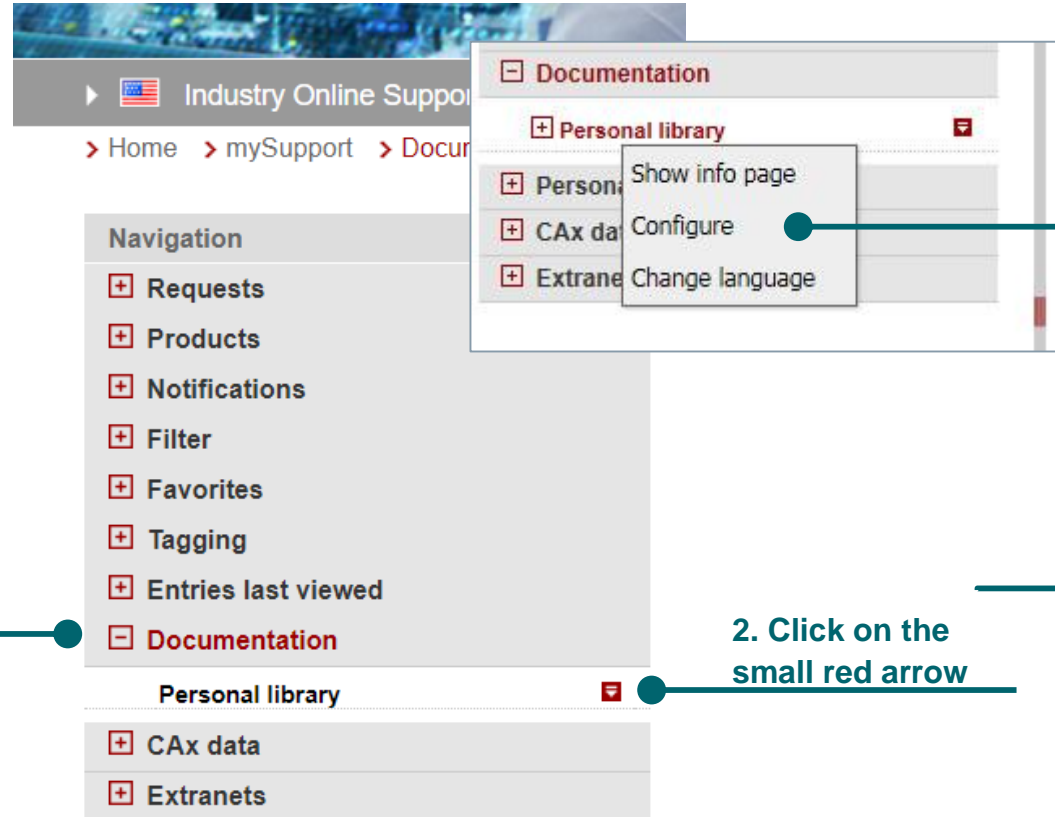 Industry Online Suppor
Home mySupport Docur
Navigation
Requests
Products
Notifications
Filter
Favorites
Tagging
Entries last viewed
Documentation
Personal library
CAx data
Extranets
Documentation
Personal library
Persona
CAx da
Extrane
Show info page
Configure
Change language
2. Click on the
small red arrow